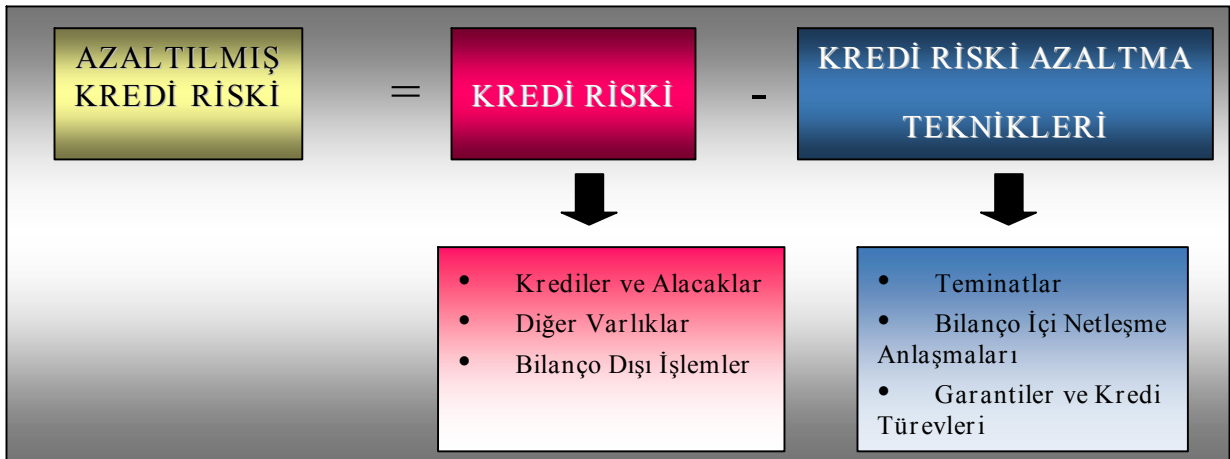 AZALTILMIŞ
KREDİ RİSKİ
=
KREDİ RİSKİ
-
KREDİ RİSKİ AZALTMA
TEKNİKLERİ
• Krediler ve Alacaklar
• Diğer Varlıklar
• Bilanço Dışı İşlemler
• Teminatlar
• Bilanço İçi Netleşme
Anlaşmaları
• Garantiler ve Kredi
Türevleri